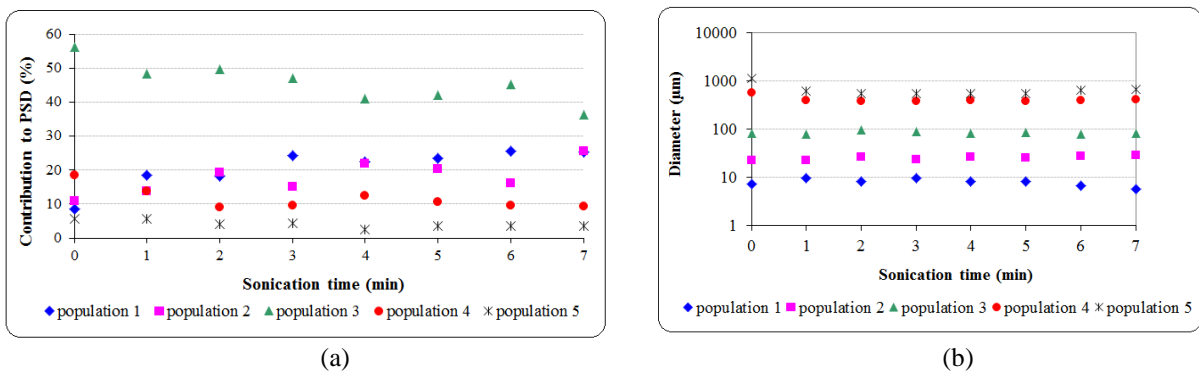 60
50
40
30
20
10
0
Contribution to PSD (%)
0 1 2 3 4 5 6 7
Sonication time (min)
population 1 population 2 population 3 population 4 population 5
(a)
10000
1000
100
10
1
Diameter (µm)
0 1 2 3 4 5 6 7
Sonication time (min)
population 1 population 2 population 3 population 4 population 5
(b)